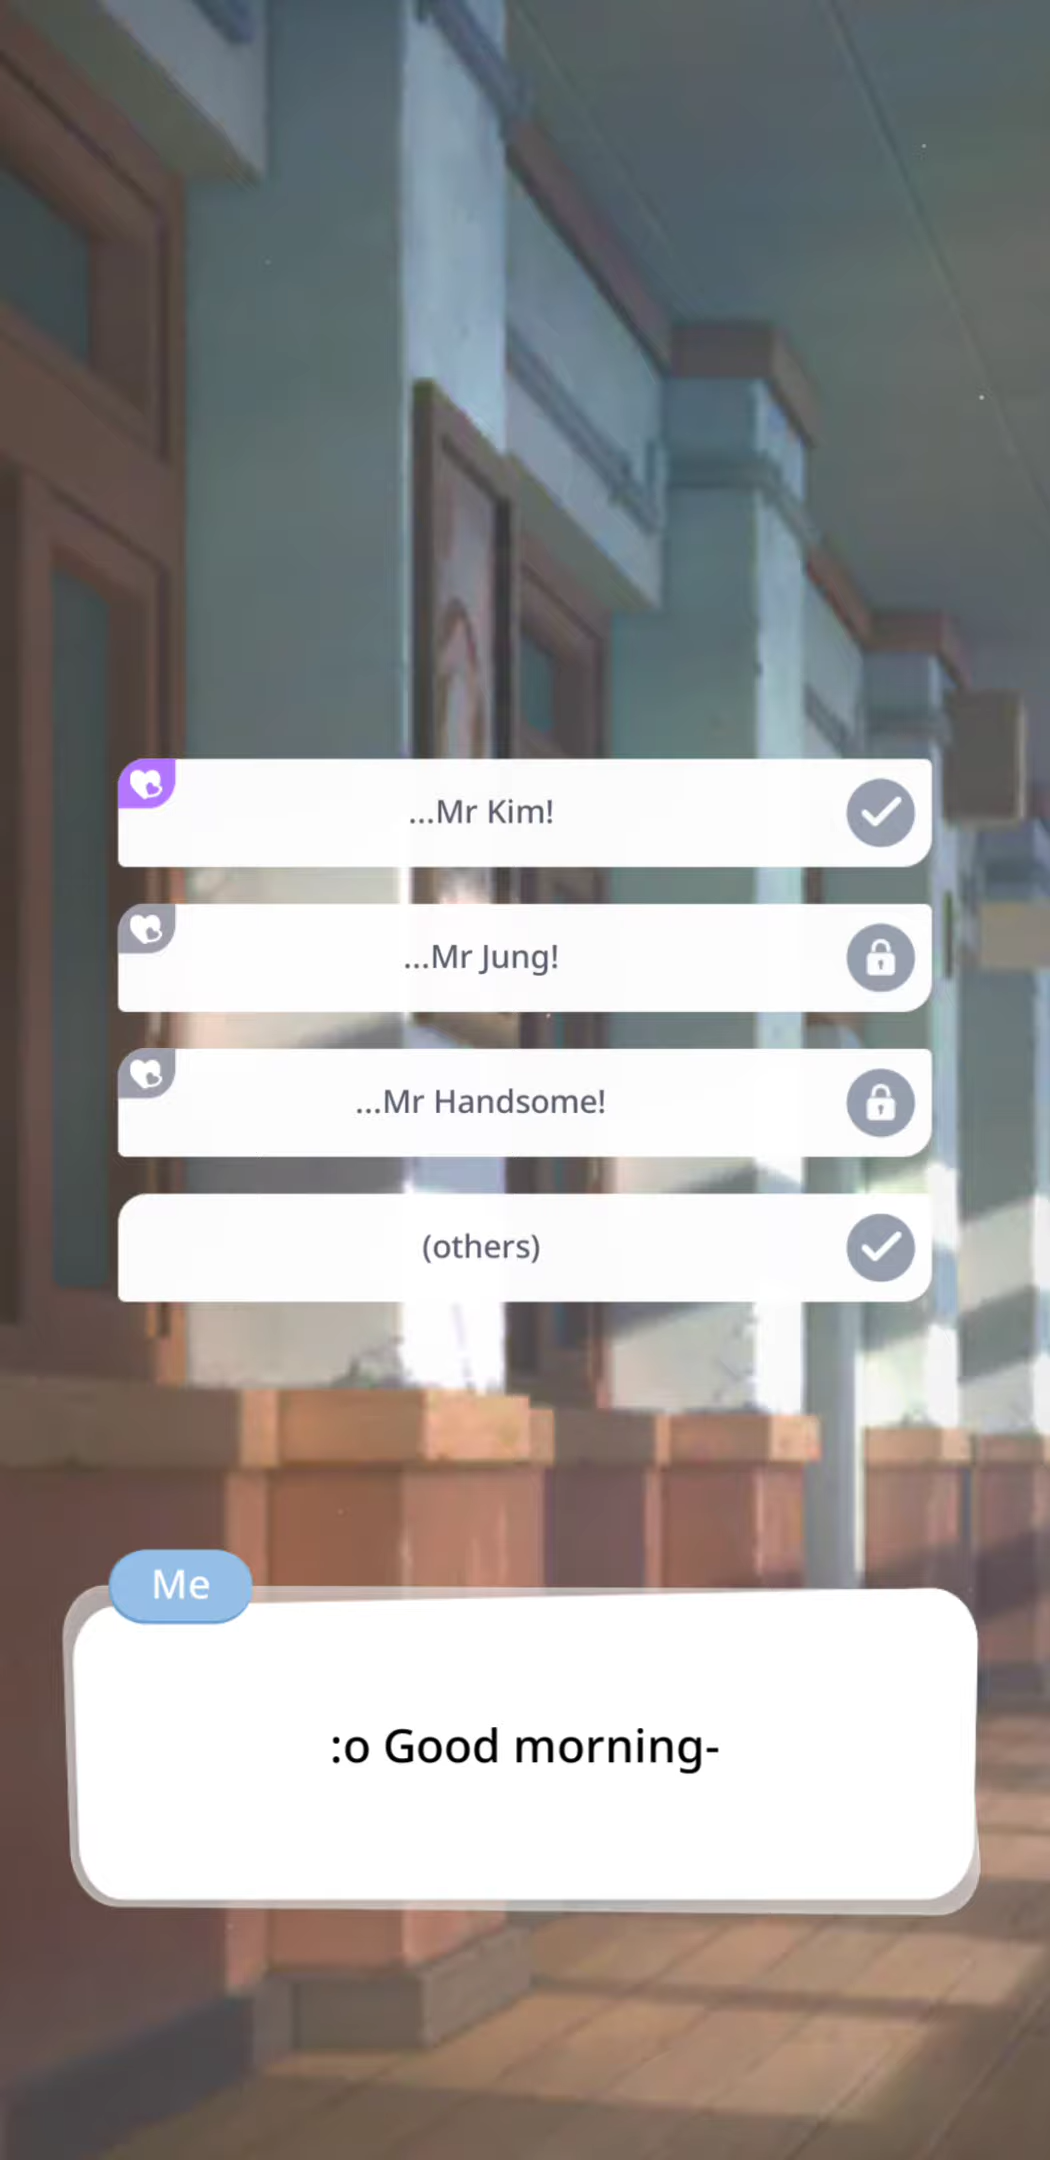 ...Mr Kim!
...Mr Jung!
...Mr Handsome!
(others)
Me
:o Good morning-